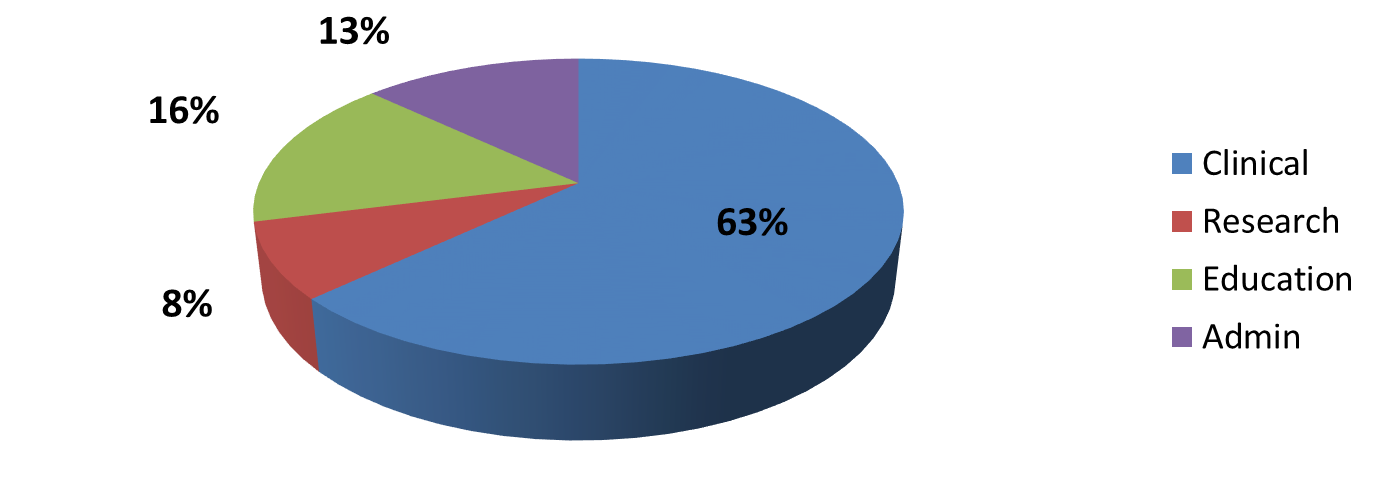 13%
16%
63%
8%
Clinical
Research
Education
Admin